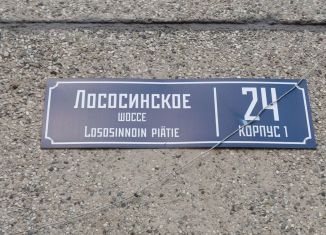 Лососинское
шоссе
Lososinnoin piätie
24
корпус 1